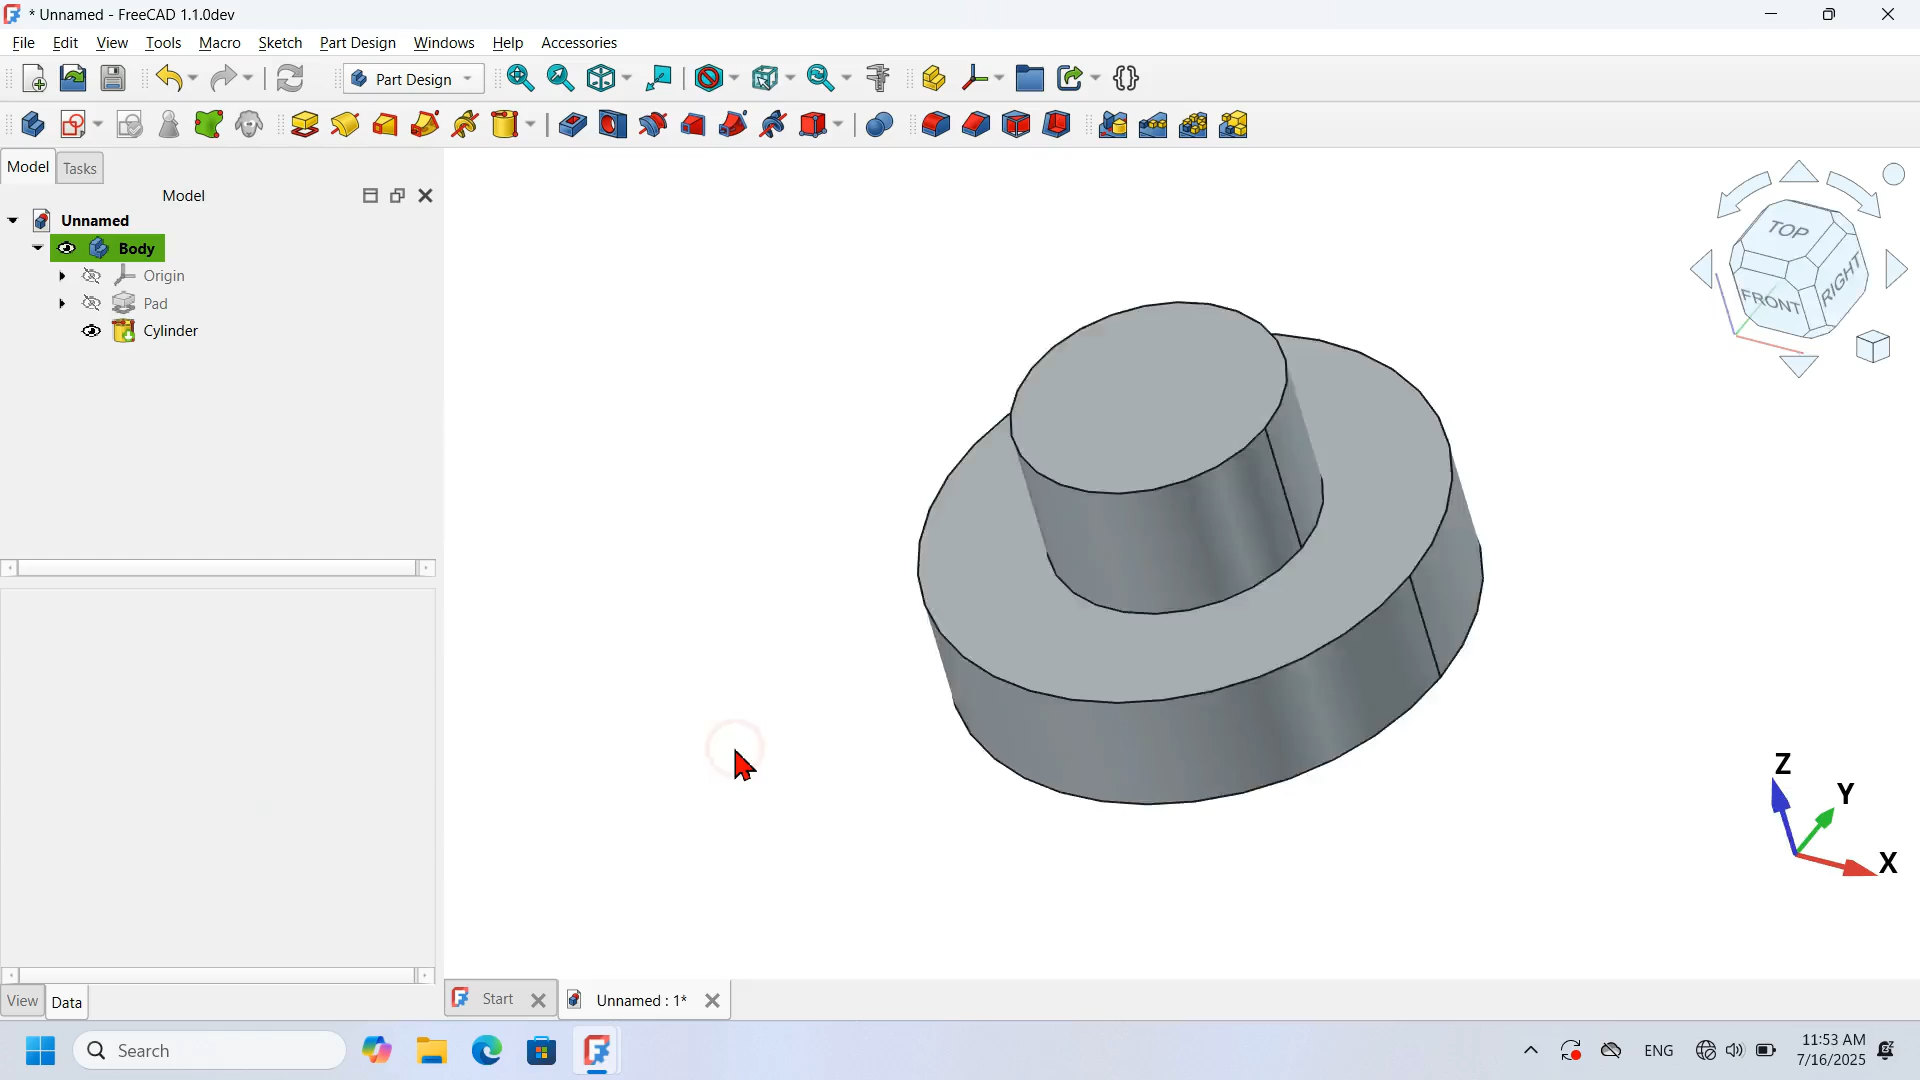 * Unnamed - FreeCAD 1.1.0dev
File Edit View Tools Macro Sketch Part Design Windows Help Accessories
Part Design
Model Tasks
Model
Unnamed
Body
Origin
Pad
Cylinder
TOP
FRONT
RIGHT
Z
Y
X
View Data
Start
Unnamed : 1*
Search
ENG
11:53 AM
7/16/2025